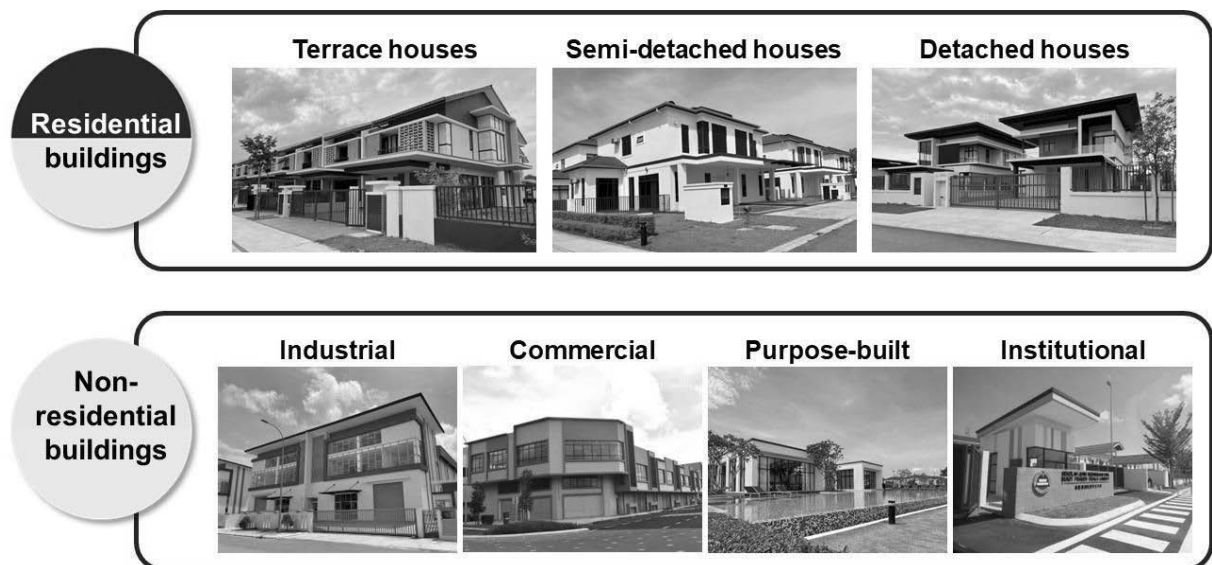 Terrace houses
Semi-detached houses
Detached houses
Residential
buildings
Industrial
Commercial
Purpose-built
Institutional
Non-
residential
buildings